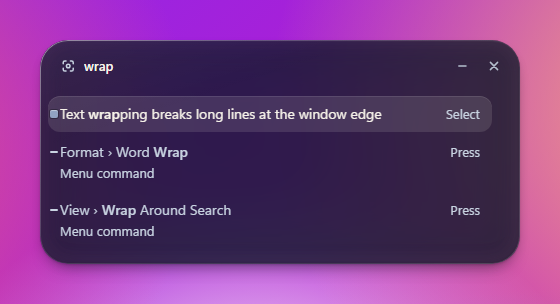 wrap
Text wrapping breaks long lines at the window edge
Select
Format › Word Wrap
Press
Menu command
View › Wrap Around Search
Press
Menu command